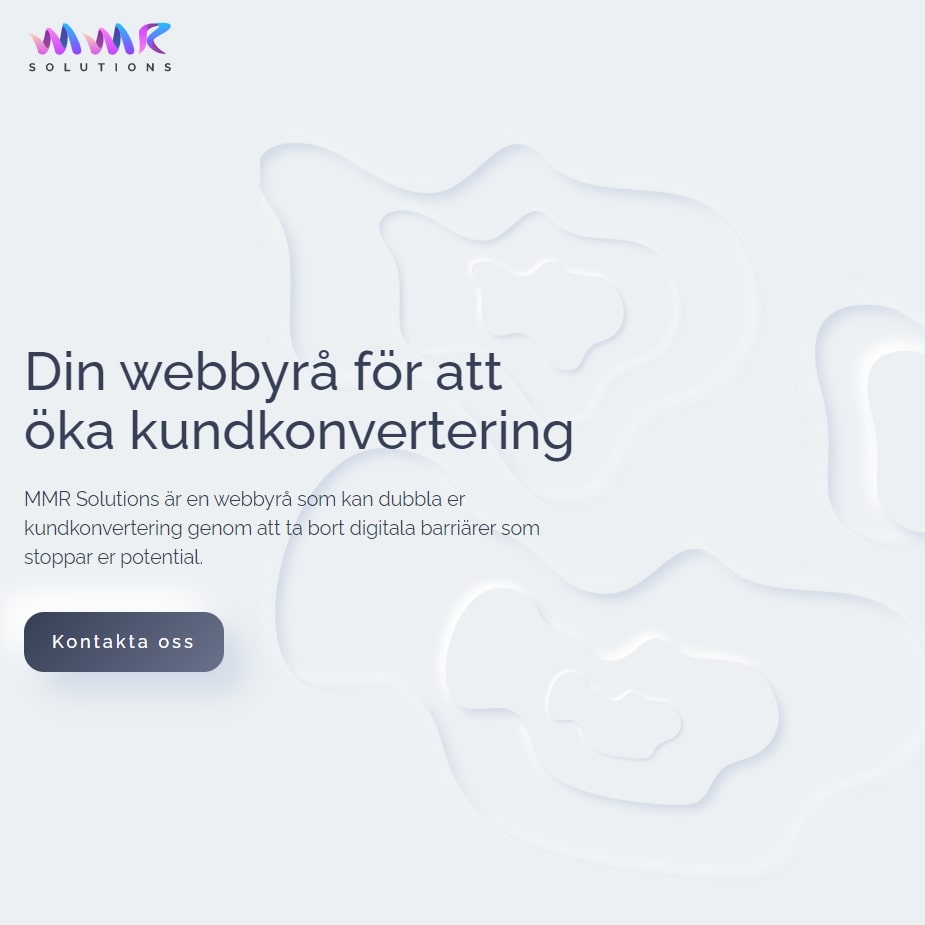 MMR
SOLUTIONS
Din webbyrå för att
öka kundkonvertering
MMR Solutions är en webbyrå som kan dubbla er
kundkonvertering genom att ta bort digitala barriärer som
stoppar er potential.
Kontakta oss